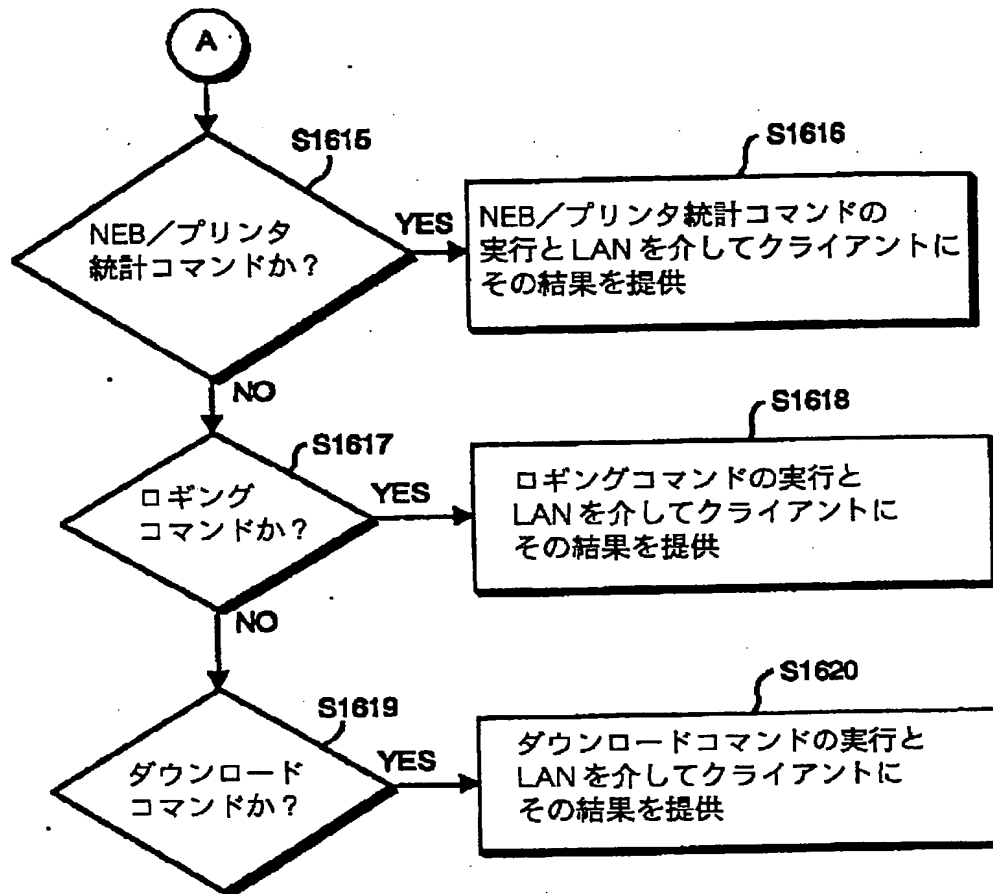 A
S1615
NEB／プリンタ
統計コマンドか？
YES
S1616
NEB／プリンタ統計コマンドの
実行とLANを介してクライアントに
その結果を提供
NO
S1617
ロギング
コマンドか？
YES
S1618
ロギングコマンドの実行と
LANを介してクライアントに
その結果を提供
NO
S1619
ダウンロード
コマンドか？
YES
S1620
ダウンロードコマンドの実行と
LANを介してクライアントに
その結果を提供